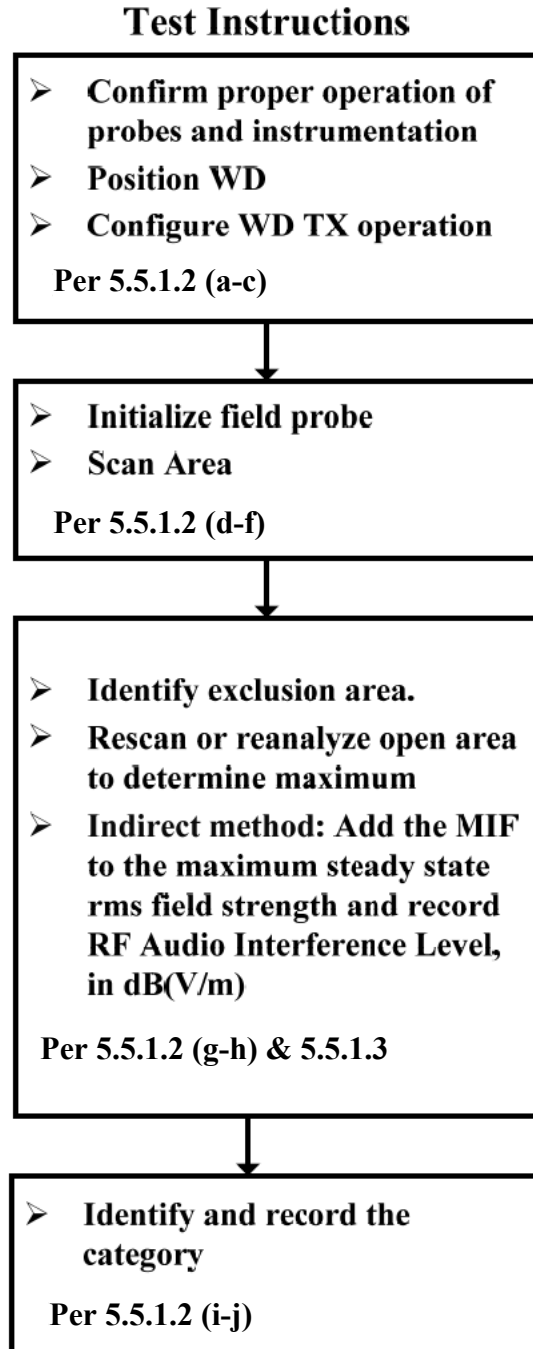 Test Instructions
➢ Confirm proper operation of
probes and instrumentation
➢ Position WD
➢ Configure WD TX operation
Per 5.5.1.2 (a-c)
➢ Initialize field probe
➢ Scan Area
Per 5.5.1.2 (d-f)
➢ Identify exclusion area.
➢ Rescan or reanalyze open area
to determine maximum
➢ Indirect method: Add the MIF
to the maximum steady state
rms field strength and record
RF Audio Interference Level,
in dB(V/m)
Per 5.5.1.2 (g-h) & 5.5.1.3
➢ Identify and record the
category
Per 5.5.1.2 (i-j)